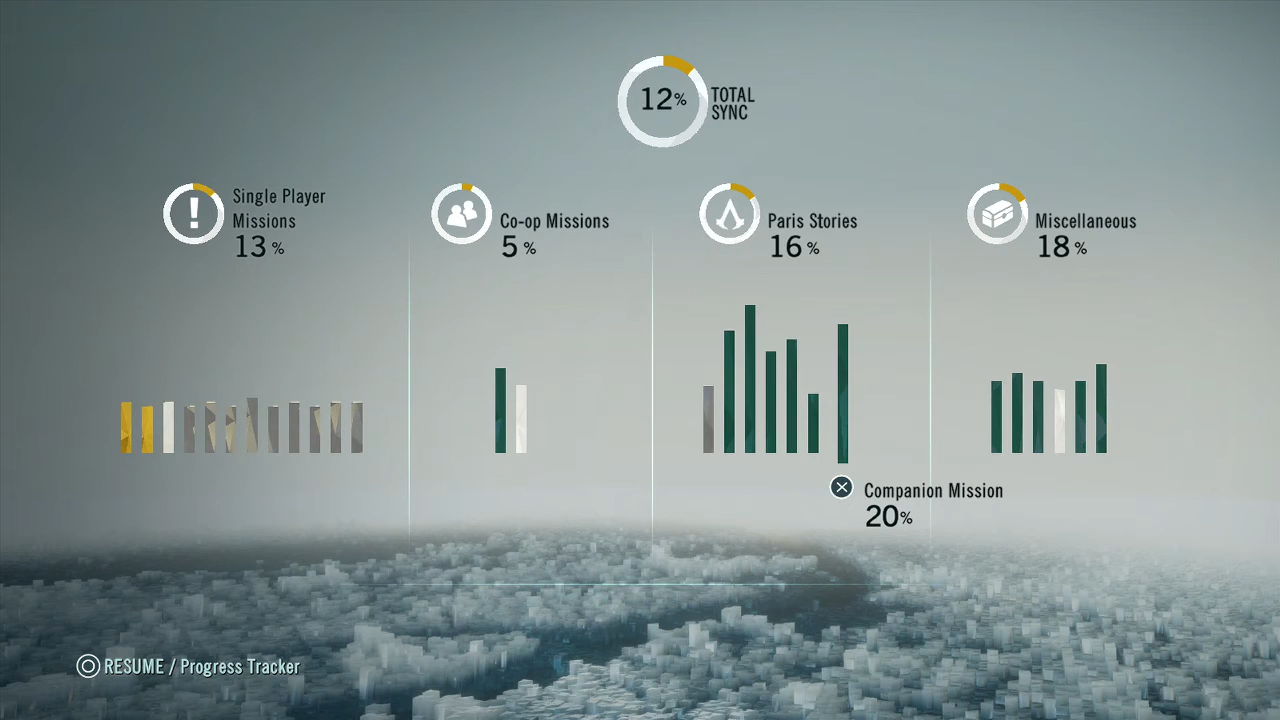 12%
TOTAL
SYNC
Single Player
Missions
13 %
Co-op Missions
5 %
Paris Stories
16 %
Miscellaneous
18 %
Companion Mission
20%
RESUME / Progress Tracker